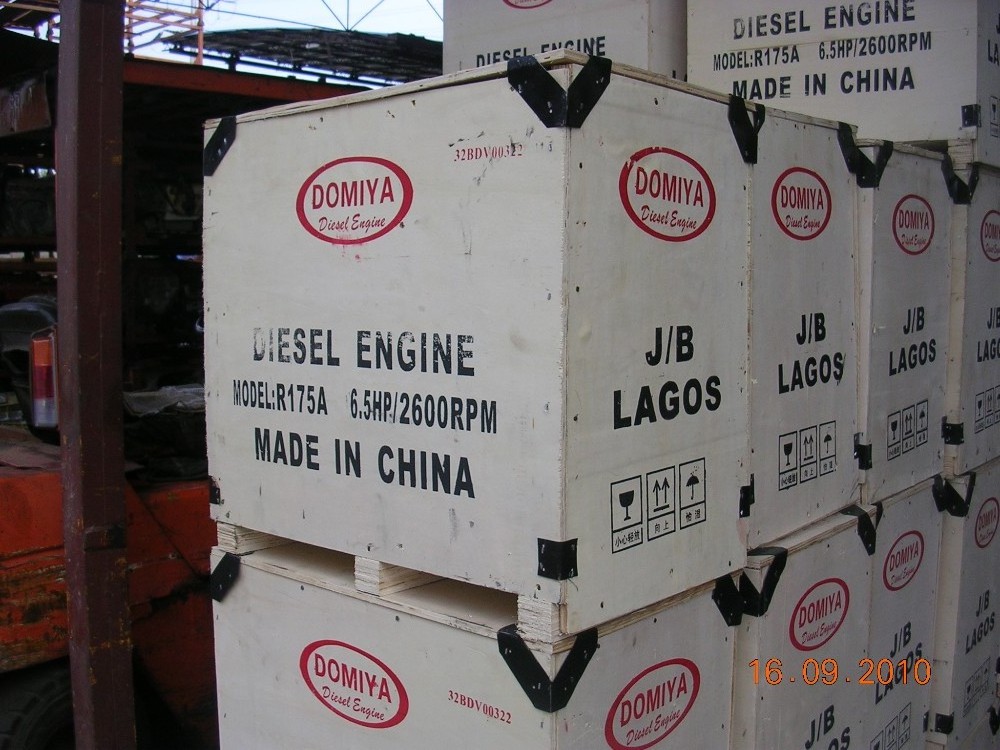 DIESEL ENGINE
DIESEL ENGINE
MODEL:R175A 6.5HP/2600RPM
MADE IN CHINA
32BDV00322
DOMIYA
Diesel Engine
DIESEL ENGINE
MODEL:R175A 6.5HP/2600RPM
MADE IN CHINA
DOMIYA
Diesel Engine
J/B
LAGOS
小心轻放
向上
怕湿
DOMIYA
Diesel Engine
J/B
LAGOS
DOMIYA
Diesel Engine
J/B
LAGOS
DOMIYA
Diesel Engine
32BDV00322
DOMIYA
Diesel Engine
DOMIYA
Diesel Engine
J/B
LAGOS
DOMIYA
Diesel Engine
J/B
LAGOS
J/B
LAGOS
16.09.2010